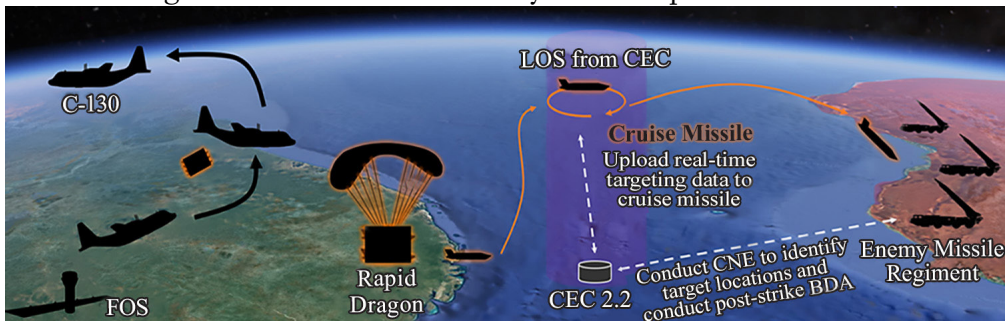 C-130
FOS
Rapid
Dragon
LOS from CEC
Cruise Missile
Upload real-time
targeting data to
cruise missile
CEC 2.2
Conduct CNE to identify
target locations and
conduct post-strike BDA
Enemy Missile
Regiment